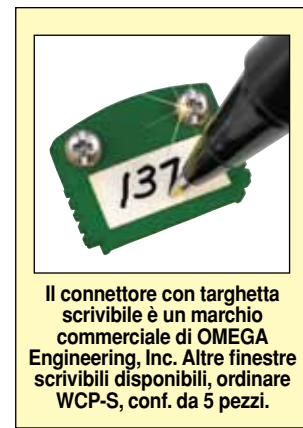 137
Il connettore con targhetta
scrivibile è un marchio
commerciale di OMEGA
Engineering, Inc. Altre finestre
scrivibili disponibili, ordinare
WCP-S, conf. da 5 pezzi.